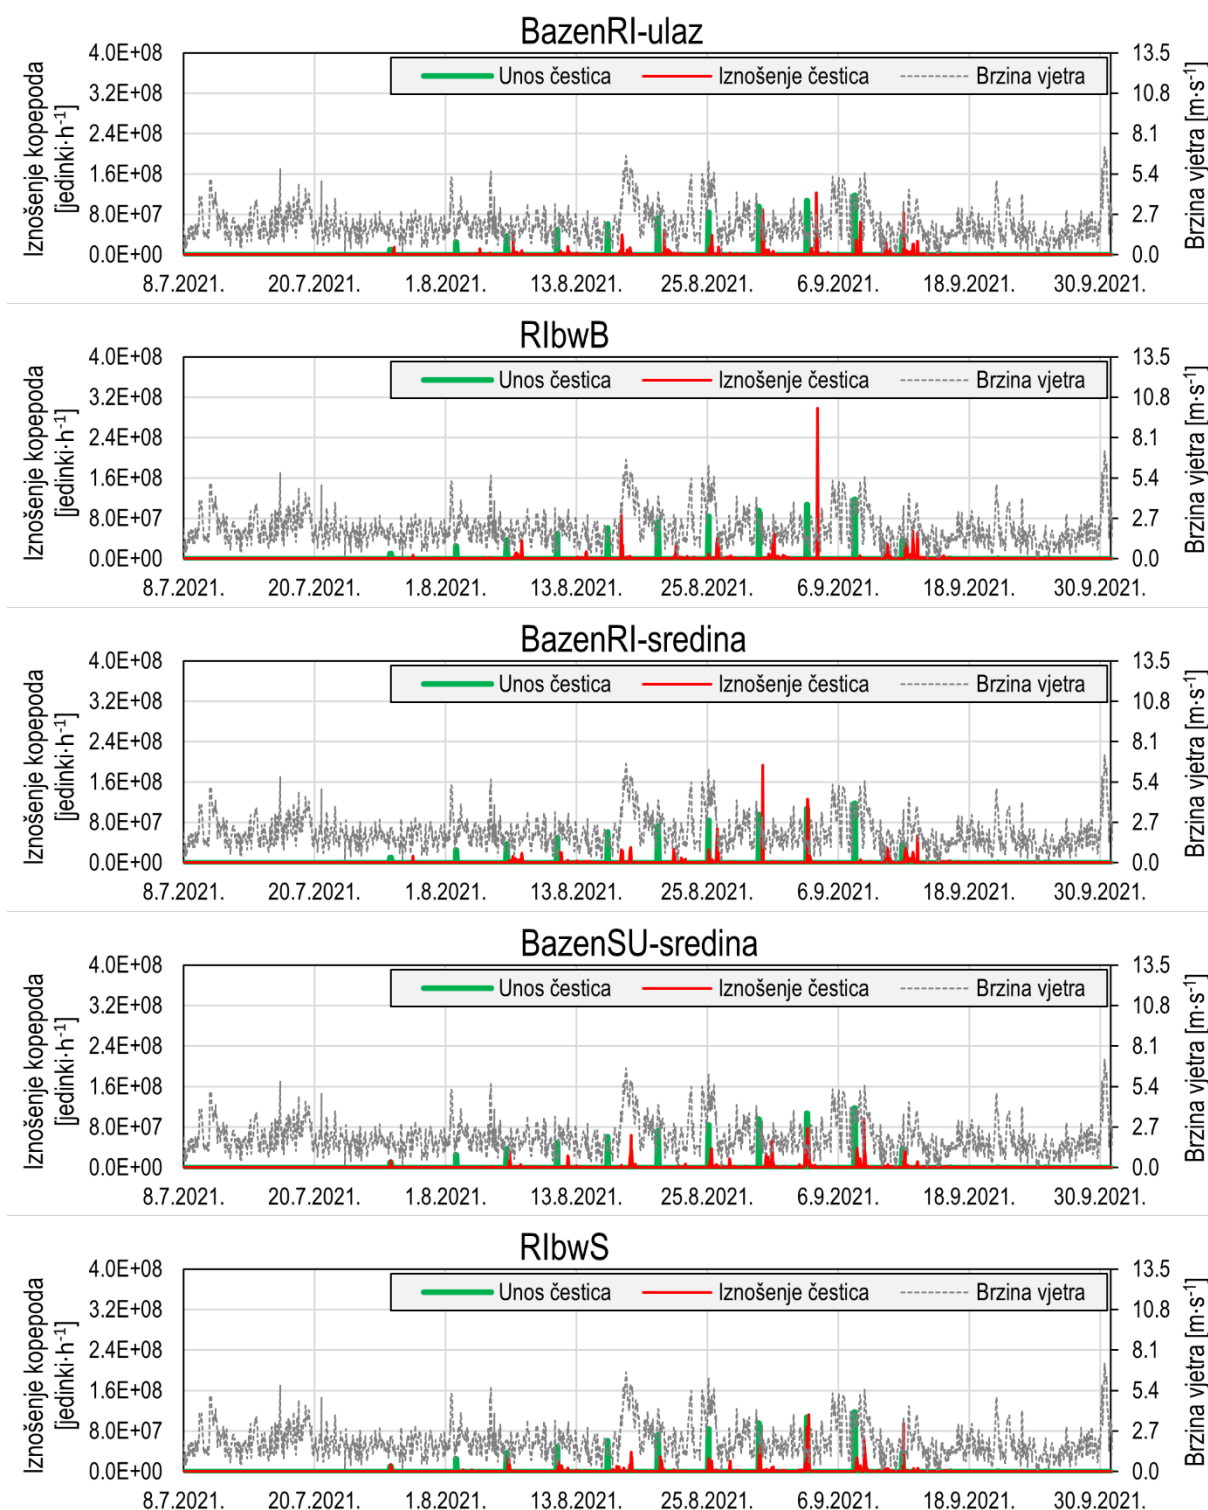 BazenRI-ulaz
Iznošenje kopepoda
[jedinki·h⁻¹]
4.0E+08
3.2E+08
2.4E+08
1.6E+08
8.0E+07
0.0E+00
Unos čestica
Iznošenje čestica
Brzina vjetra
13.5
10.8
8.1
5.4
2.7
0.0
Brzina vjetra [m·s⁻¹]
8.7.2021.
20.7.2021.
1.8.2021.
13.8.2021.
25.8.2021.
6.9.2021.
18.9.2021.
30.9.2021.
RIbwB
Iznošenje kopepoda
[jedinki·h⁻¹]
4.0E+08
3.2E+08
2.4E+08
1.6E+08
8.0E+07
0.0E+00
Unos čestica
Iznošenje čestica
Brzina vjetra
13.5
10.8
8.1
5.4
2.7
0.0
Brzina vjetra [m·s⁻¹]
8.7.2021.
20.7.2021.
1.8.2021.
13.8.2021.
25.8.2021.
6.9.2021.
18.9.2021.
30.9.2021.
BazenRI-sredina
Iznošenje kopepoda
[jedinki·h⁻¹]
4.0E+08
3.2E+08
2.4E+08
1.6E+08
8.0E+07
0.0E+00
Unos čestica
Iznošenje čestica
Brzina vjetra
13.5
10.8
8.1
5.4
2.7
0.0
Brzina vjetra [m·s⁻¹]
8.7.2021.
20.7.2021.
1.8.2021.
13.8.2021.
25.8.2021.
6.9.2021.
18.9.2021.
30.9.2021.
BazenSU-sredina
Iznošenje kopepoda
[jedinki·h⁻¹]
4.0E+08
3.2E+08
2.4E+08
1.6E+08
8.0E+07
0.0E+00
Unos čestica
Iznošenje čestica
Brzina vjetra
13.5
10.8
8.1
5.4
2.7
0.0
Brzina vjetra [m·s⁻¹]
8.7.2021.
20.7.2021.
1.8.2021.
13.8.2021.
25.8.2021.
6.9.2021.
18.9.2021.
30.9.2021.
RIbwS
Iznošenje kopepoda
[jedinki·h⁻¹]
4.0E+08
3.2E+08
2.4E+08
1.6E+08
8.0E+07
0.0E+00
Unos čestica
Iznošenje čestica
Brzina vjetra
13.5
10.8
8.1
5.4
2.7
0.0
Brzina vjetra [m·s⁻¹]
8.7.2021.
20.7.2021.
1.8.2021.
13.8.2021.
25.8.2021.
6.9.2021.
18.9.2021.
30.9.2021.